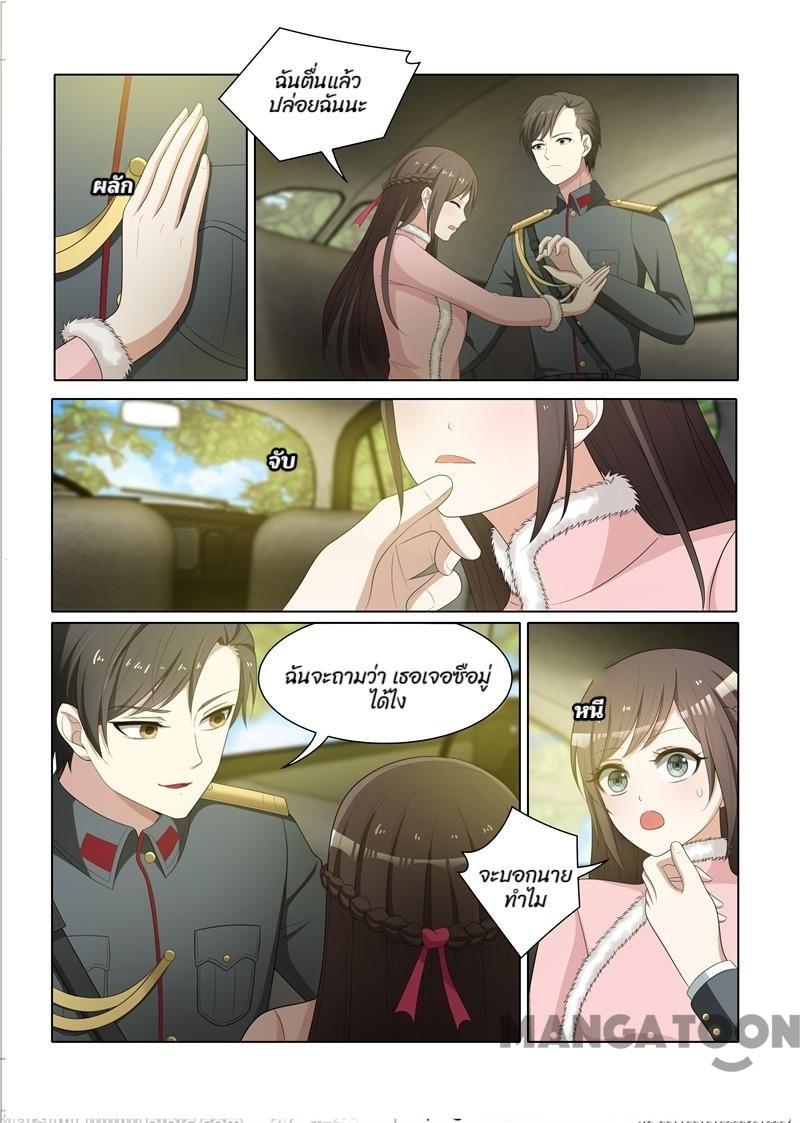 ฉันตื่นแล้ว
ปล่อยฉันนะ
ผลัก
จับ
ฉันจะถามว่า เธอเจอซือมู่
ได้ไง
หนี
จะบอกนาย
ทำไม
MANGATOON